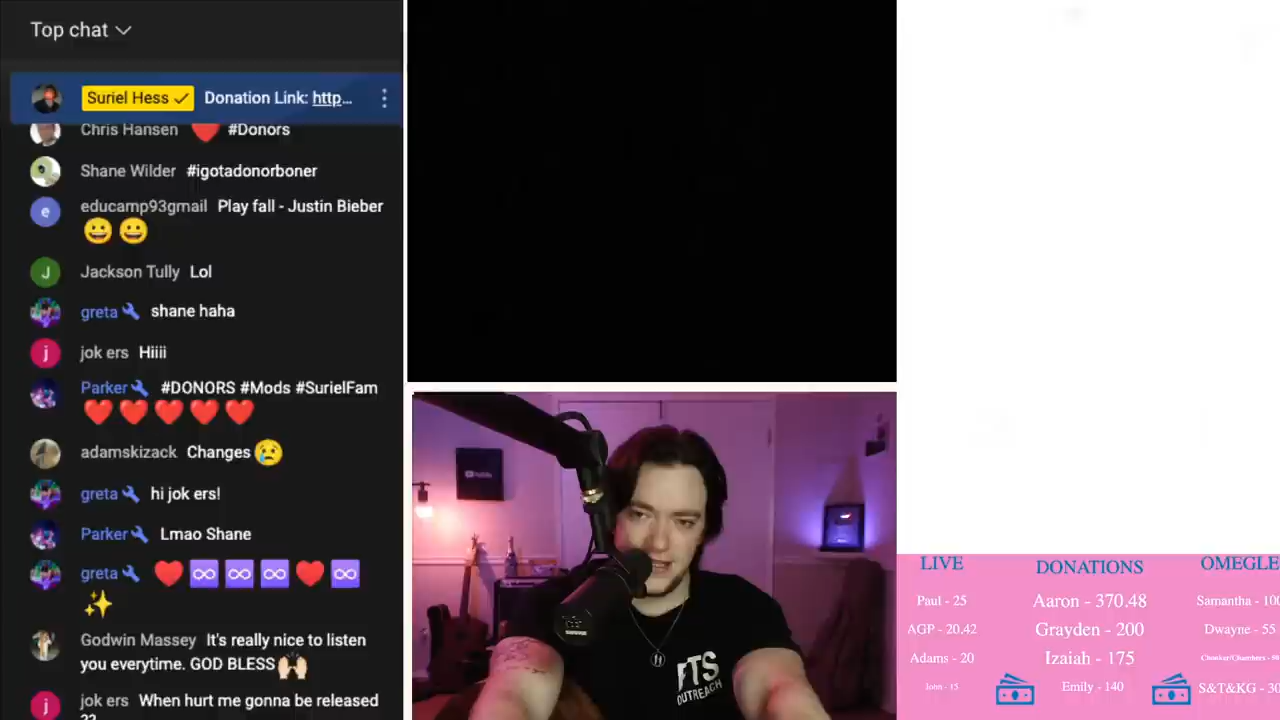 Top chat
Suriel Hess Donation Link: http...
Chris Hansen ❤️ #Donors
Shane Wilder #igotadonorboner
educamp93gmail Play fall - Justin Bieber
😀 😀
Jackson Tully Lol
greta shane haha
jok ers Hiiii
Parker #DONORS #Mods #SurielFam
❤️ ❤️ ❤️ ❤️ ❤️
adamskizack Changes 😢
greta hi jok ers!
Parker Lmao Shane
greta ❤️ ♾️ ♾️ ♾️ ❤️ ♾️
✨
Godwin Massey It's really nice to listen
you everytime. GOD BLESS 🙌🏻
jok ers When hurt me gonna be released
??
FTS
OUTREACH
LIVE
Paul - 25
AGP - 20.42
Adams - 20
John - 15
DONATIONS
Aaron - 370.48
Grayden - 200
Izaiah - 175
Emily - 140
OMEGLE
Samantha - 100
Dwayne - 55
S&T&KG - 30